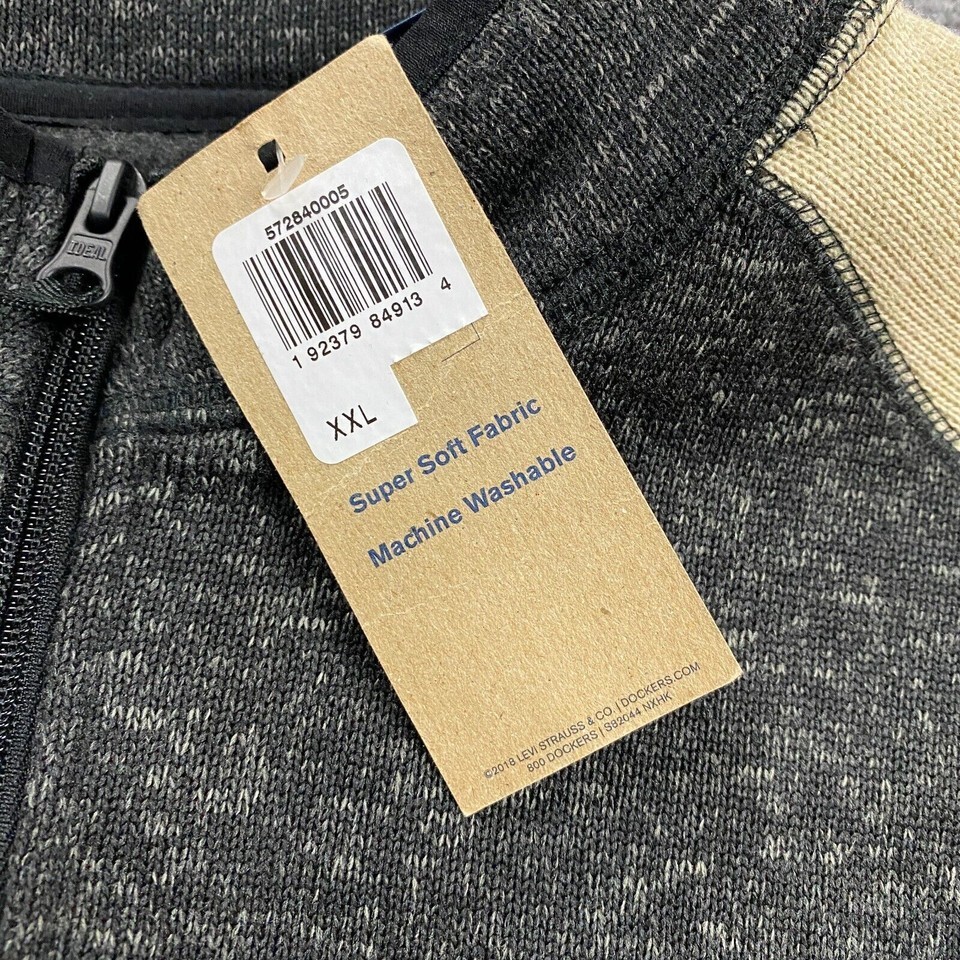 IDEAL
572840005
1 92379 84913 4
XXL
Super Soft Fabric
Machine Washable
©2018 LEVI STRAUSS & CO. | DOCKERS.COM
800 DOCKERS | S82044 NXHK